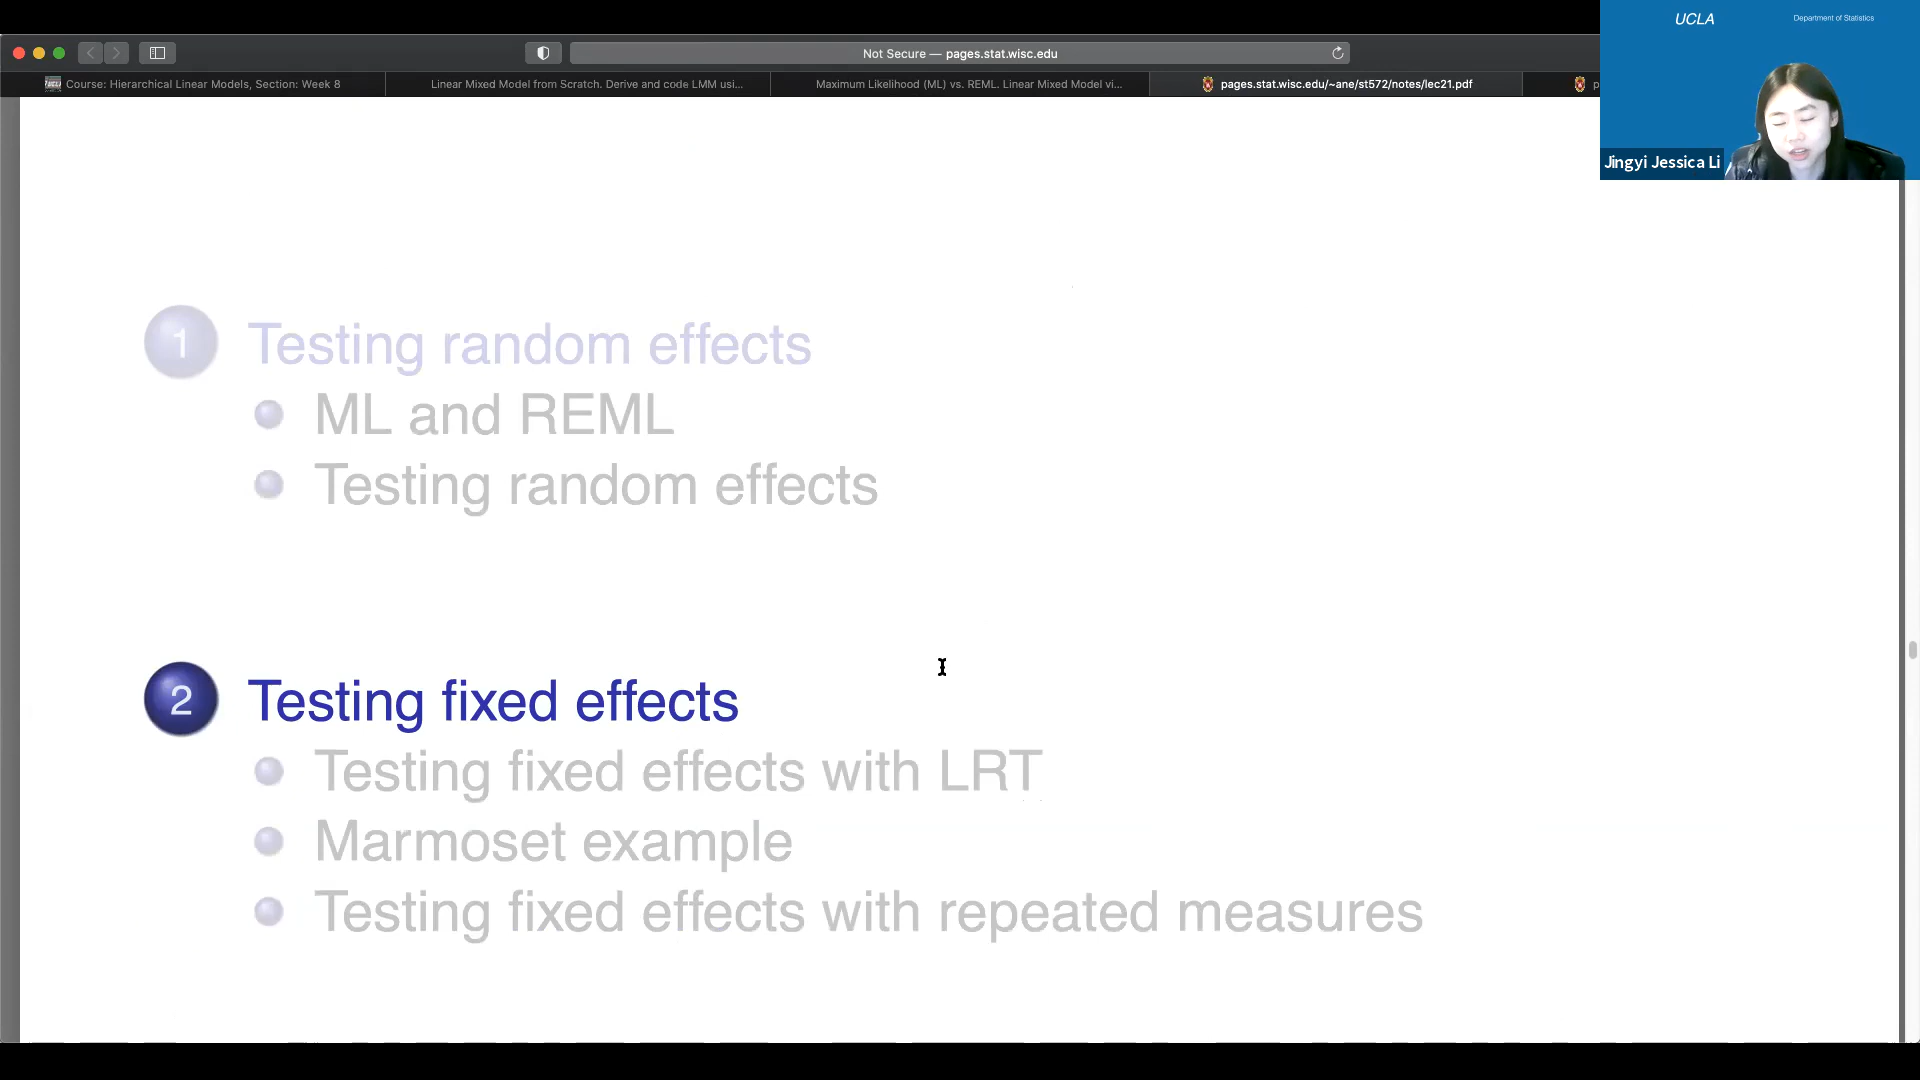 UCLA
Department of Statistics
Not Secure — pages.stat.wisc.edu
Course: Hierarchical Linear Models, Section: Week 8
Linear Mixed Model from Scratch. Derive and code LMM usi...
Maximum Likelihood (ML) vs. REML. Linear Mixed Model vi...
pages.stat.wisc.edu/~ane/st572/notes/lec21.pdf
p
Jingyi Jessica Li
1 Testing random effects
ML and REML
Testing random effects
2 Testing fixed effects
Testing fixed effects with LRT
Marmoset example
Testing fixed effects with repeated measures